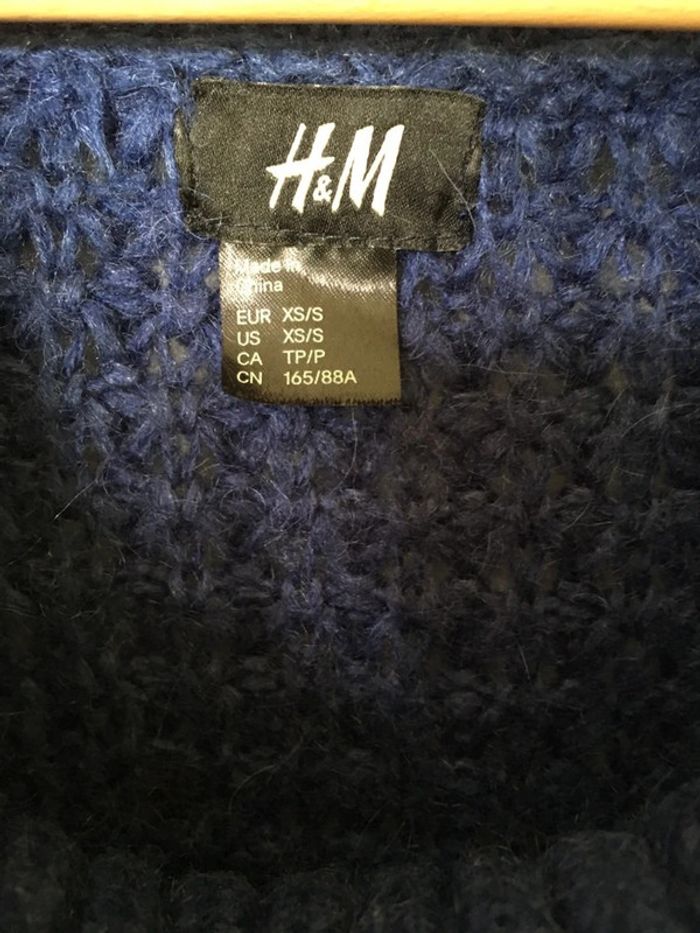 H&M
Made in
China
EUR XS/S
US XS/S
CA TP/P
CN 165/88A